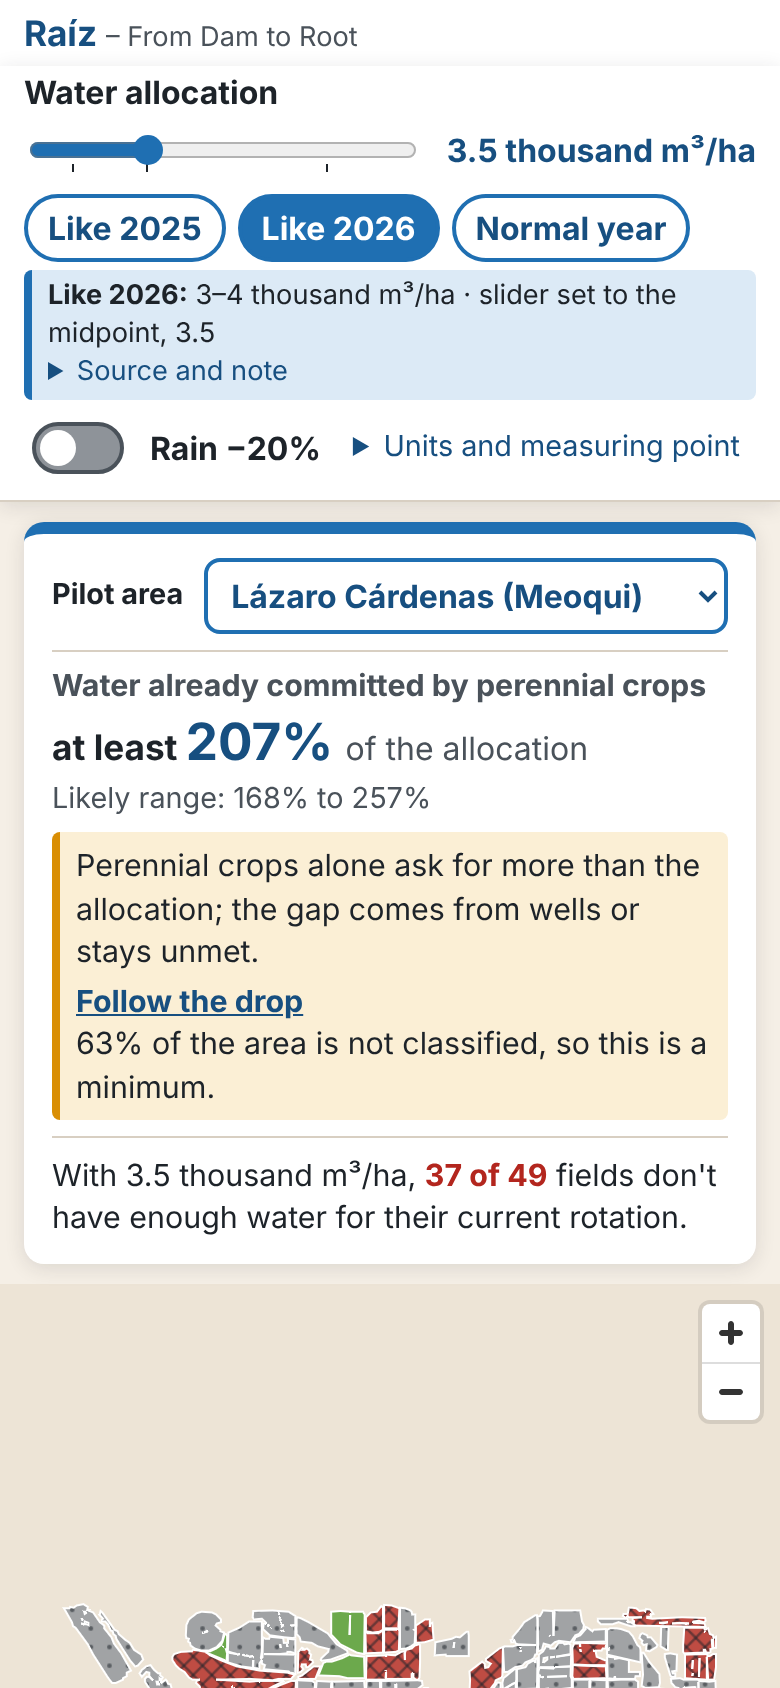 Raíz – From Dam to Root
Water allocation
3.5 thousand m³/ha
Like 2025
Like 2026
Normal year
Like 2026: 3–4 thousand m³/ha · slider set to the
midpoint, 3.5
Source and note
Rain −20%
Units and measuring point
Pilot area
Lázaro Cárdenas (Meoqui)
Water already committed by perennial crops
at least 207% of the allocation
Likely range: 168% to 257%
Perennial crops alone ask for more than the
allocation; the gap comes from wells or
stays unmet.
Follow the drop
63% of the area is not classified, so this is a
minimum.
With 3.5 thousand m³/ha, 37 of 49 fields don't
have enough water for their current rotation.
+
−